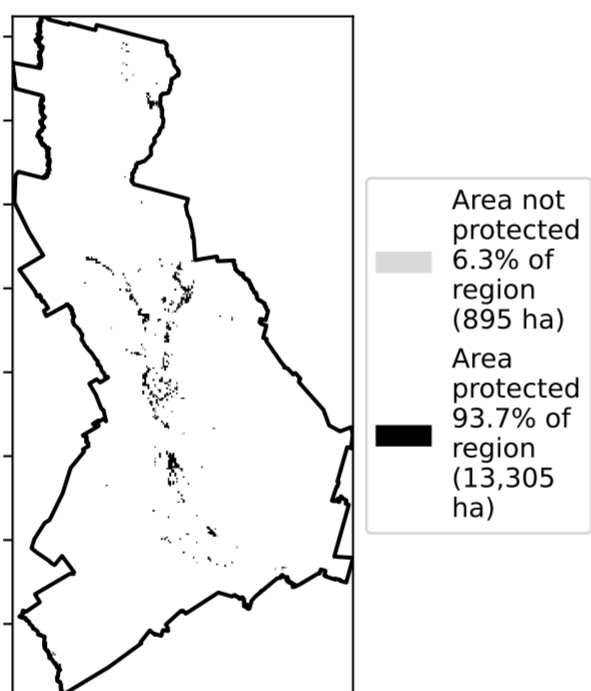 Area not
protected
6.3% of
region
(895 ha)
Area
protected
93.7% of
region
(13,305
ha)